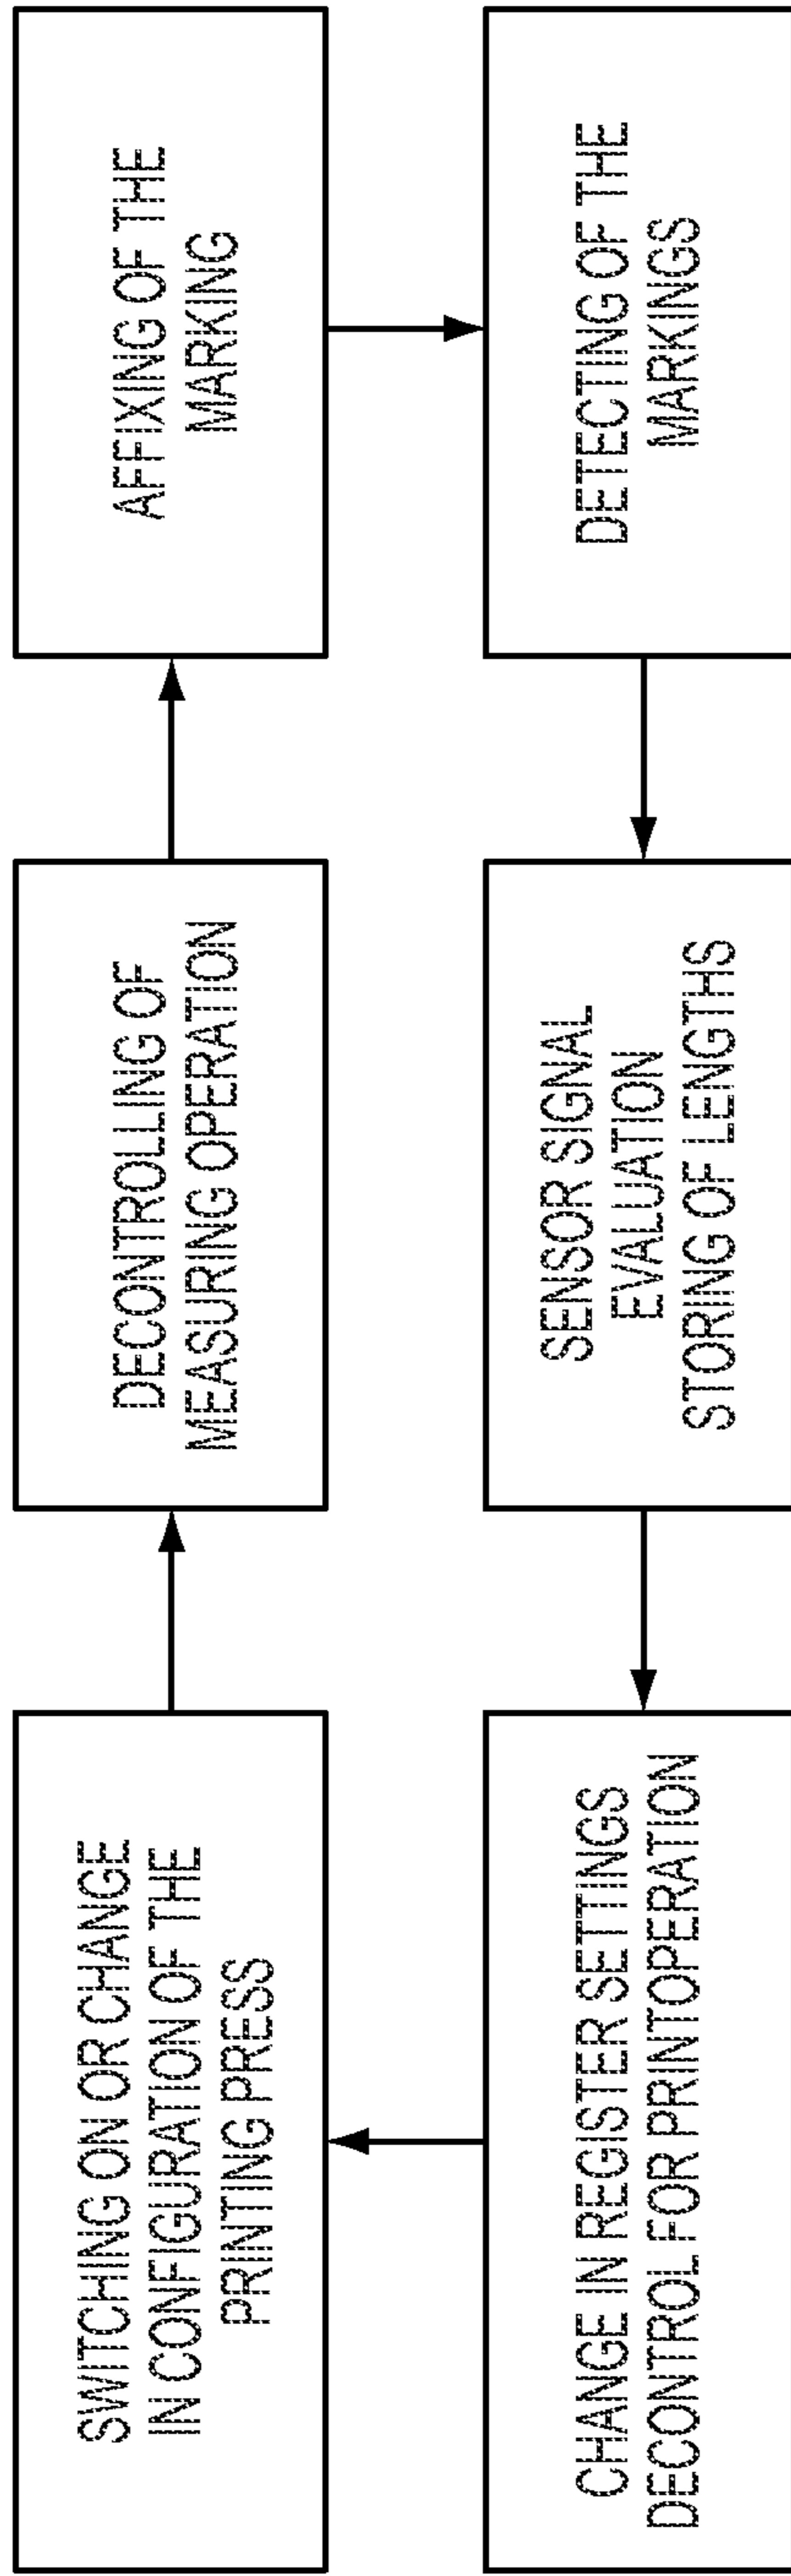 SWITCHING ON OR CHANGE
IN CONFIGURATION OF THE
PRINTING PRESS
DECONTROLLING OF
MEASURING OPERATION
AFFIXING OF THE
MARKING
DETECTING OF THE
MARKINGS
SENSOR SIGNAL
EVALUATION
STORING OF LENGTHS
CHANGE IN REGISTER SETTINGS
DECONTROL FOR PRINTOPERATION